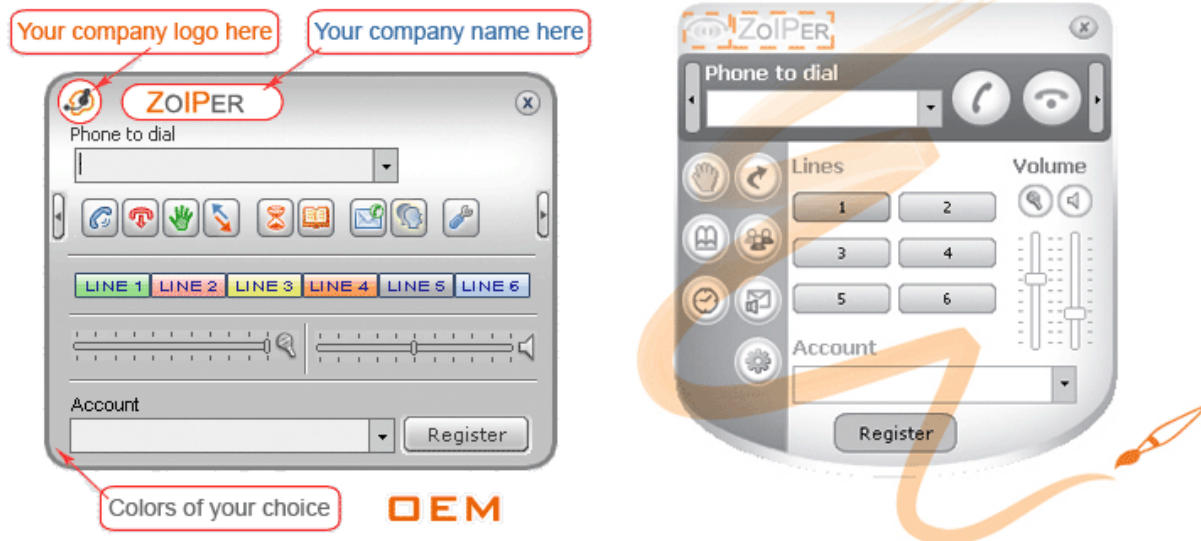 Your company logo here
Your company name here
ZOIPER
Phone to dial
LINE 1 LINE 2 LINE 3 LINE 4 LINE 5 LINE 6
Account
Register
Colors of your choice
OEM
ZOIPER
Phone to dial
Lines
Volume
1 2
3 4
5 6
Account
Register